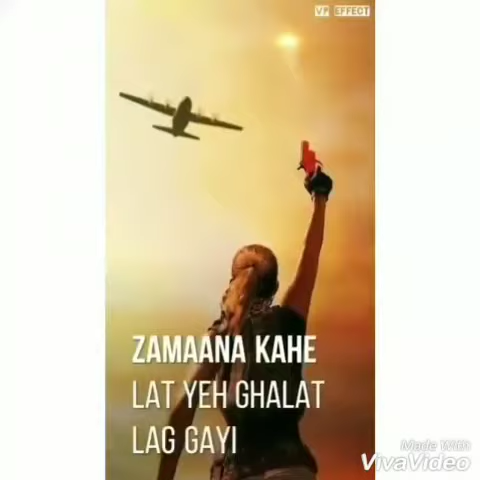 VP EFFECT
ZAMAANA KAHE
LAT YEH GHALAT
LAG GAYI
Made With
VivaVideo